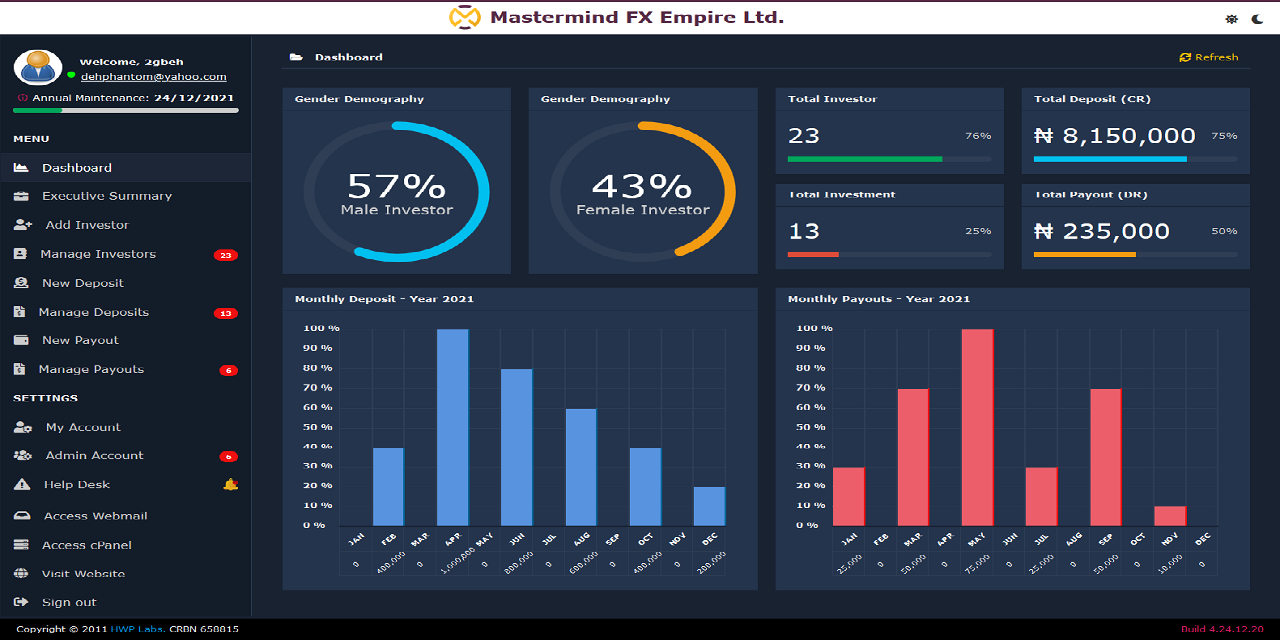 Mastermind FX Empire Ltd.
Welcome, 2gbeh
dehphantom@yahoo.com
Annual Maintenance: 24/12/2021
MENU
Dashboard
Executive Summary
Add Investor
Manage Investors 23
New Deposit
Manage Deposits 13
New Payout
Manage Payouts 6
SETTINGS
My Account
Admin Account 6
Help Desk
Access Webmail
Access cPanel
Visit Website
Sign out
Dashboard
Refresh
Gender Demography
57%
Male Investor
Gender Demography
43%
Female Investor
Total Investor
23 76%
Total Deposit (CR)
₦ 8,150,000 75%
Total Investment
13 25%
Total Payout (DR)
₦ 235,000 50%
Monthly Deposit - Year 2021
100 %
90 %
80 %
70 %
60 %
50 %
40 %
30 %
20 %
10 %
0 %
JAN FEB MAR APR MAY JUN JUL AUG SEP OCT NOV DEC
0 400,000 0 1,000,000 0 800,000 0 600,000 0 400,000 0 200,000
Monthly Payouts - Year 2021
100 %
90 %
80 %
70 %
60 %
50 %
40 %
30 %
20 %
10 %
0 %
JAN FEB MAR APR MAY JUN JUL AUG SEP OCT NOV DEC
25,000 0 50,000 0 75,000 0 25,000 0 50,000 0 10,000 0
Copyright © 2011 HWP Labs. CRBN 658815
Build 4.24.12.20